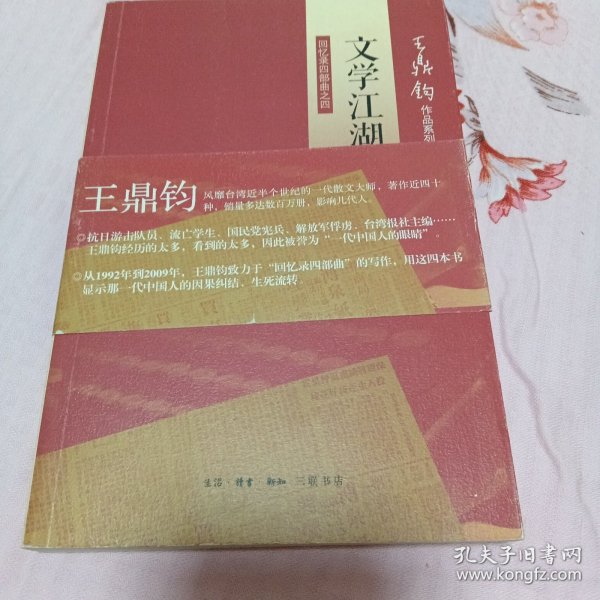 王鼎钧
作品系列
文学江湖
回忆录四部曲之四
王鼎钧
风靡台湾近半个世纪的一代散文大师，著作近四十
种，销量多达数百万册，影响几代人。
◎抗日游击队员、流亡学生、国民党宪兵、解放军俘虏、台湾报社主编……
王鼎钧经历的太多，看到的太多，因此被誉为“一代中国人的眼睛”。
◎从1992年到2009年，王鼎钧致力于“回忆录四部曲”的写作，用这四本书
显示那一代中国人的因果纠结、生死流转。
生活·讀書·新知 三联书店
孔夫子旧书网
www.kongfz.com